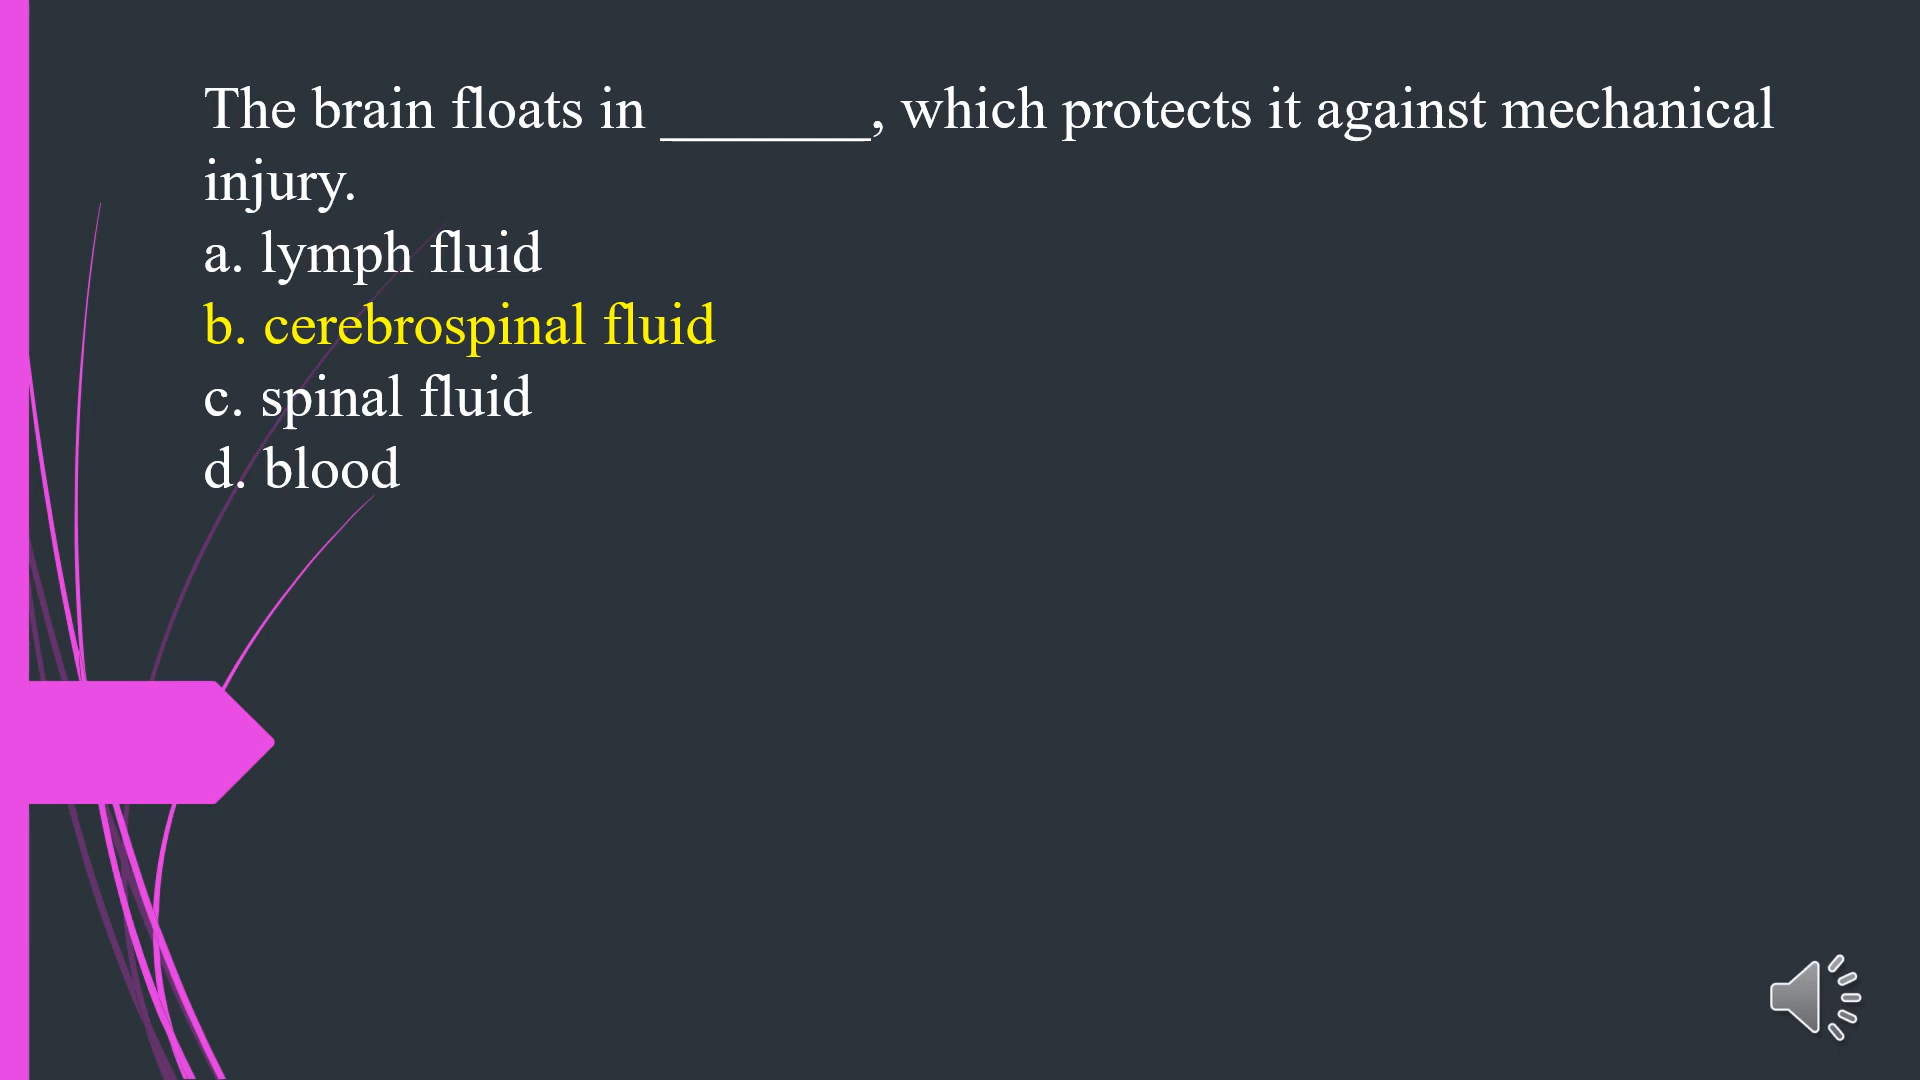 The brain floats in _______, which protects it against mechanical
injury.
a. lymph fluid
b. cerebrospinal fluid
c. spinal fluid
d. blood